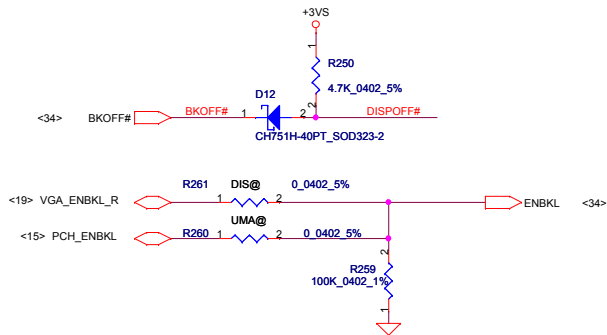 +3VS
1
R250
4.7K_0402_5%
2
D12
<34> BKOFF# BKOFF# 1 2 DISPOFF#
CH751H-40PT_SOD323-2
R261 DIS@ 0_0402_5%
<19> VGA_ENBKL_R 1 2 ENBKL <34>
UMA@
<15> PCH_ENBKL R260 1 2 0_0402_5%
2
R259
100K_0402_1%
1